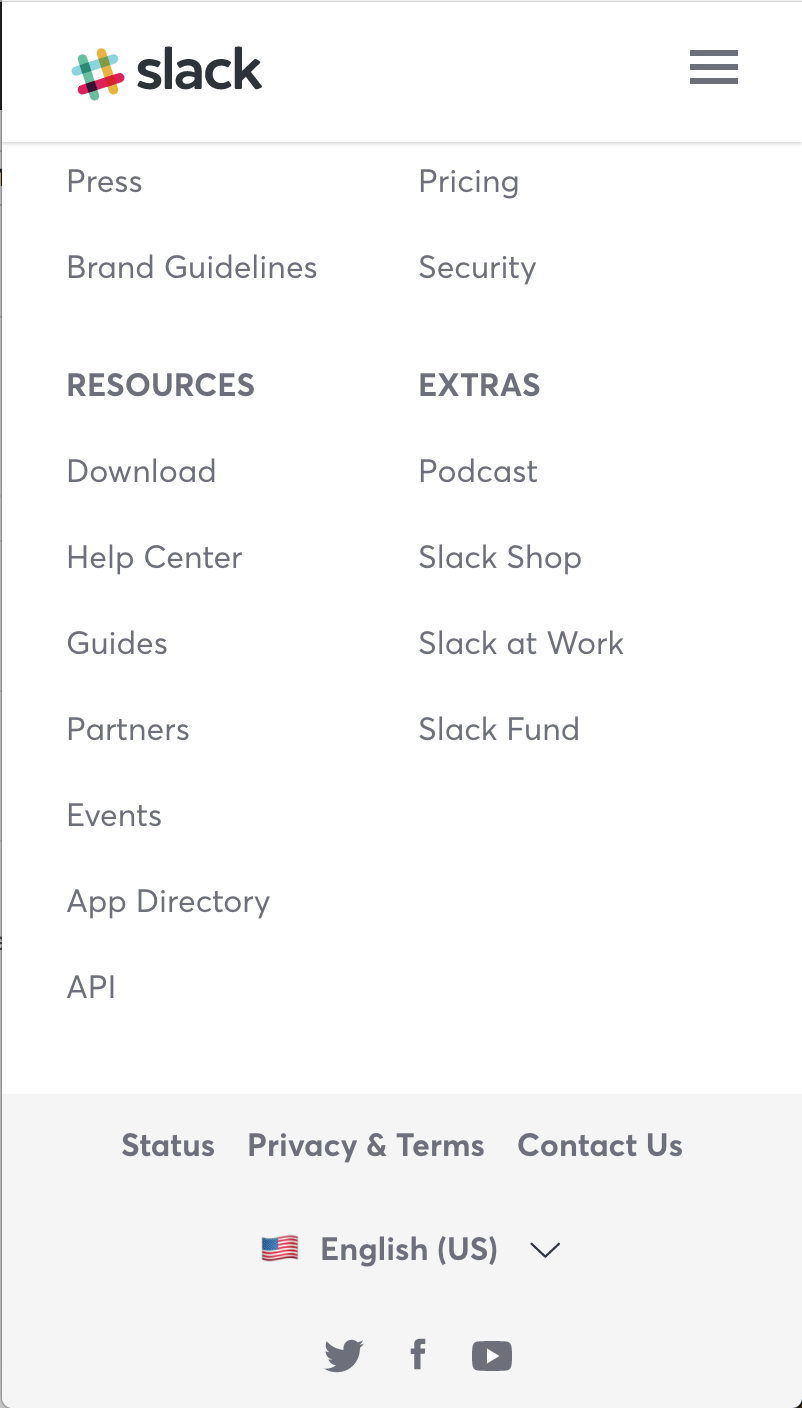 slack
Press
Pricing
Brand Guidelines
Security
RESOURCES
EXTRAS
Download
Podcast
Help Center
Slack Shop
Guides
Slack at Work
Partners
Slack Fund
Events
App Directory
API
Status Privacy & Terms Contact Us
English (US)